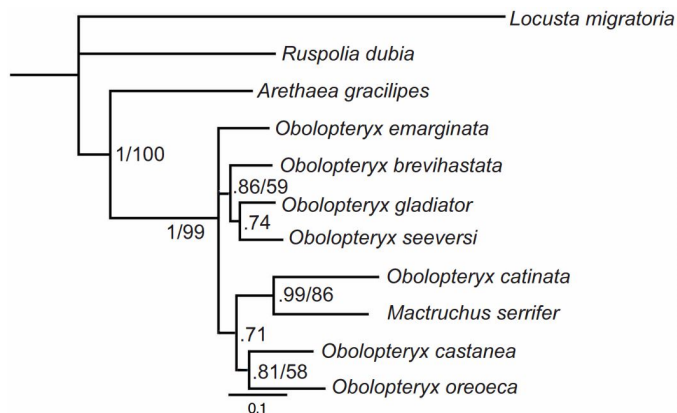 Locusta migratoria
Ruspolia dubia
Arethaea gracilipes
Obolopteryx emarginata
1/100
Obolopteryx brevihastata
.86/59
Obolopteryx gladiator
.74
1/99
Obolopteryx seeversi
Obolopteryx catinata
.99/86
Mactruchus serrifer
.71
Obolopteryx castanea
.81/58
Obolopteryx oreoeca
0.1